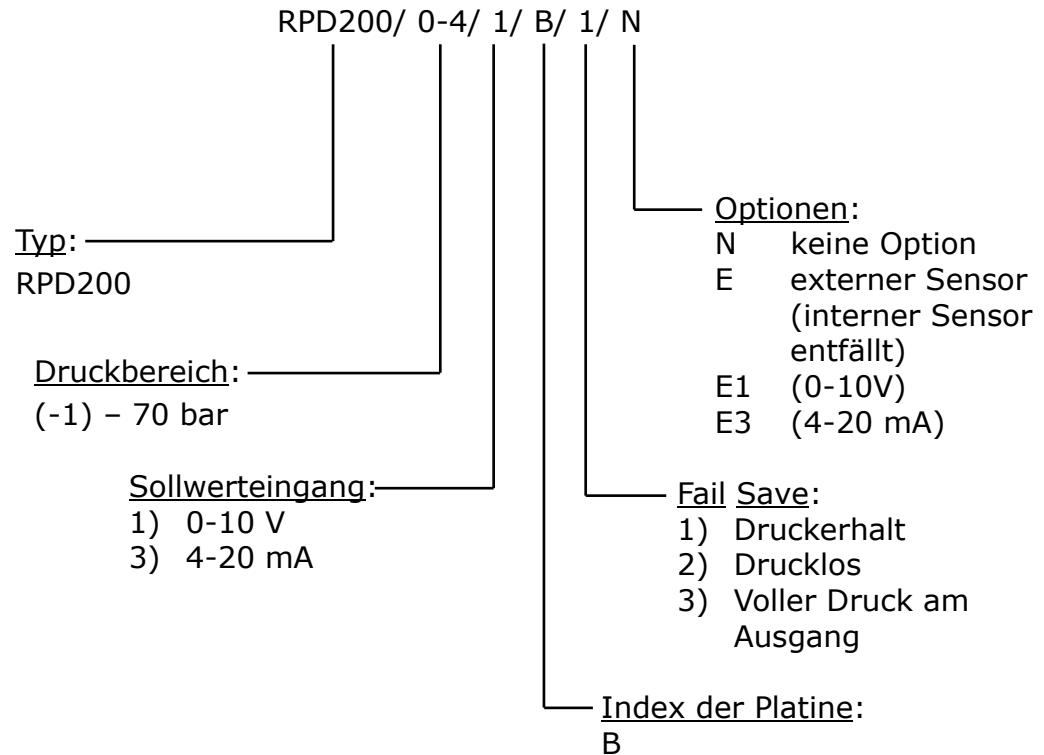 RPD200/ 0-4/ 1/ B/ 1/ N
Typ:
RPD200
Druckbereich:
(-1) – 70 bar
Sollwerteingang:
1) 0-10 V
3) 4-20 mA
Optionen:
N keine Option
E externer Sensor
(interner Sensor
entfällt)
E1 (0-10V)
E3 (4-20 mA)
Fail Save:
1) Druckerhalt
2) Drucklos
3) Voller Druck am
Ausgang
Index der Platine:
B